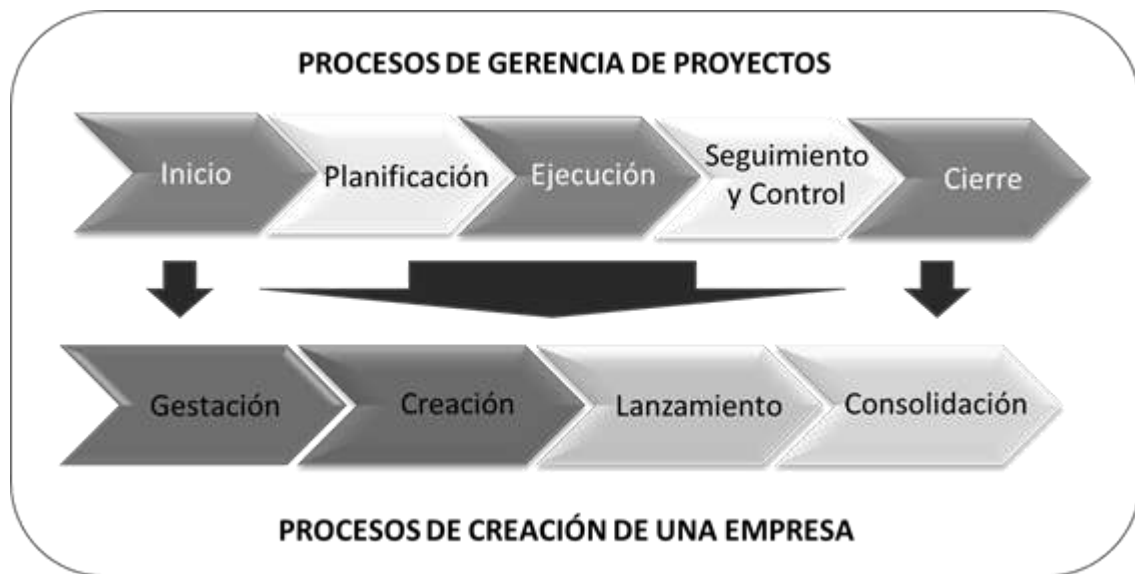 PROCESOS DE GERENCIA DE PROYECTOS
Inicio
Planificación
Ejecución
Seguimiento
y Control
Cierre
Gestación
Creación
Lanzamiento
Consolidación
PROCESOS DE CREACIÓN DE UNA EMPRESA